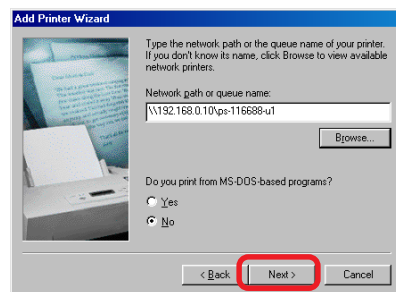 Add Printer Wizard
Type the network path or the queue name of your printer.
If you don't know its name, click Browse to view available
network printers.
Network path or queue name:
\\192.168.0.10\ps-116688-u1
Browse...
Do you print from MS-DOS-based programs?
Yes
No
< Back
Next >
Cancel